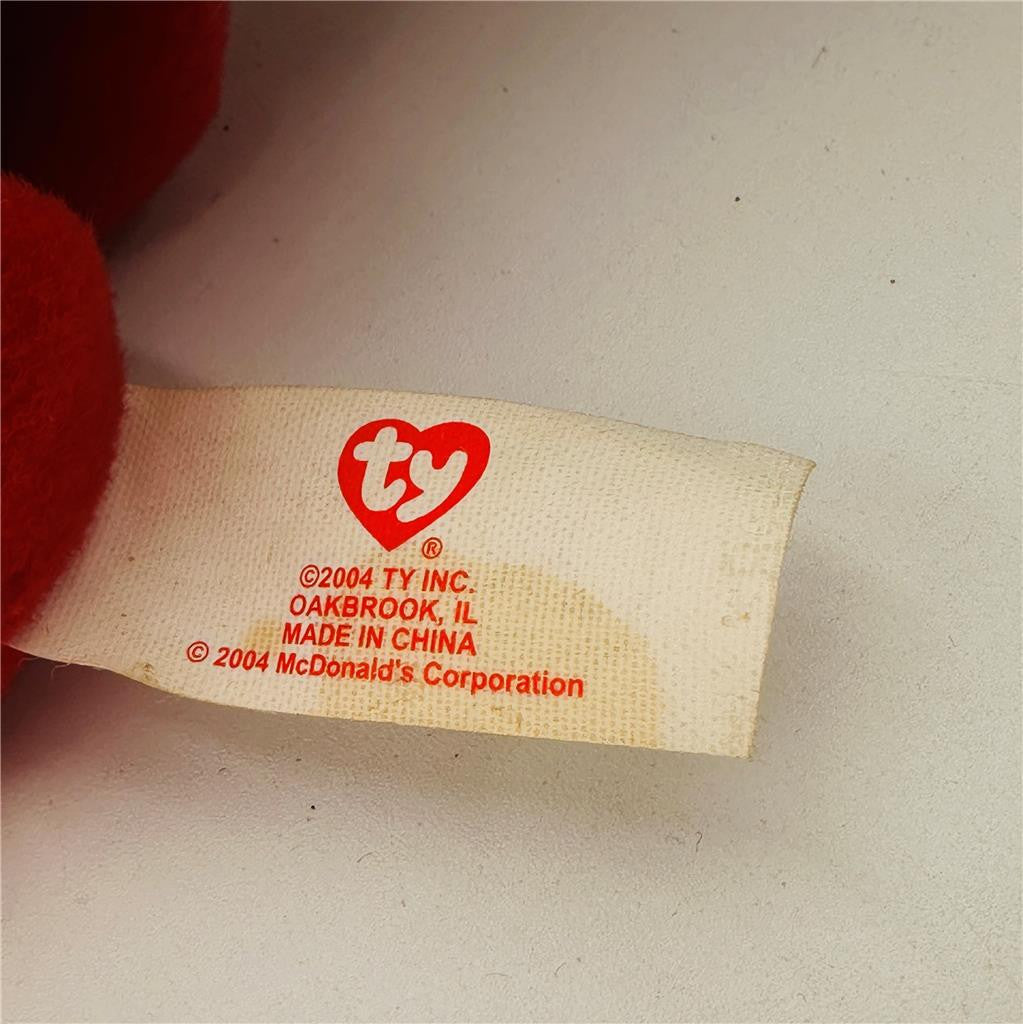 ty
®
©2004 TY INC.
OAKBROOK, IL
MADE IN CHINA
© 2004 McDonald's Corporation